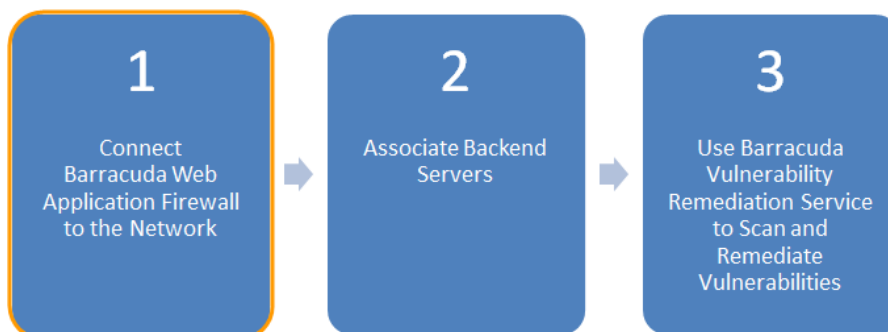 1
Connect
Barracuda Web
Application Firewall
to the Network
2
Associate Backend
Servers
3
Use Barracuda
Vulnerability
Remediation Service
to Scan and
Remediate
Vulnerabilities